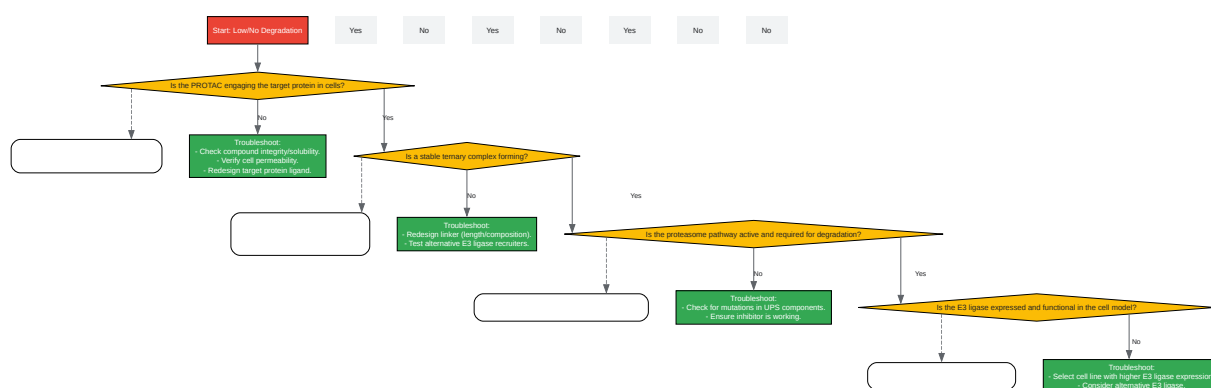 Start: Low/No Degradation
Yes
No
Yes
No
Yes
No
No
Is the PROTAC engaging the target protein in cells?
No
Yes
Troubleshoot:
- Check compound integrity/solubility.
- Verify cell permeability.
- Redesign target protein ligand.
Is a stable ternary complex forming?
No
Yes
Troubleshoot:
- Redesign linker (length/composition).
- Test alternative E3 ligase recruiters.
Is the proteasome pathway active and required for degradation?
No
Yes
Troubleshoot:
- Check for mutations in UPS components.
- Ensure inhibitor is working.
Is the E3 ligase expressed and functional in the cell model?
No
Troubleshoot:
- Select cell line with higher E3 ligase expression
- Consider alternative E3 ligase.